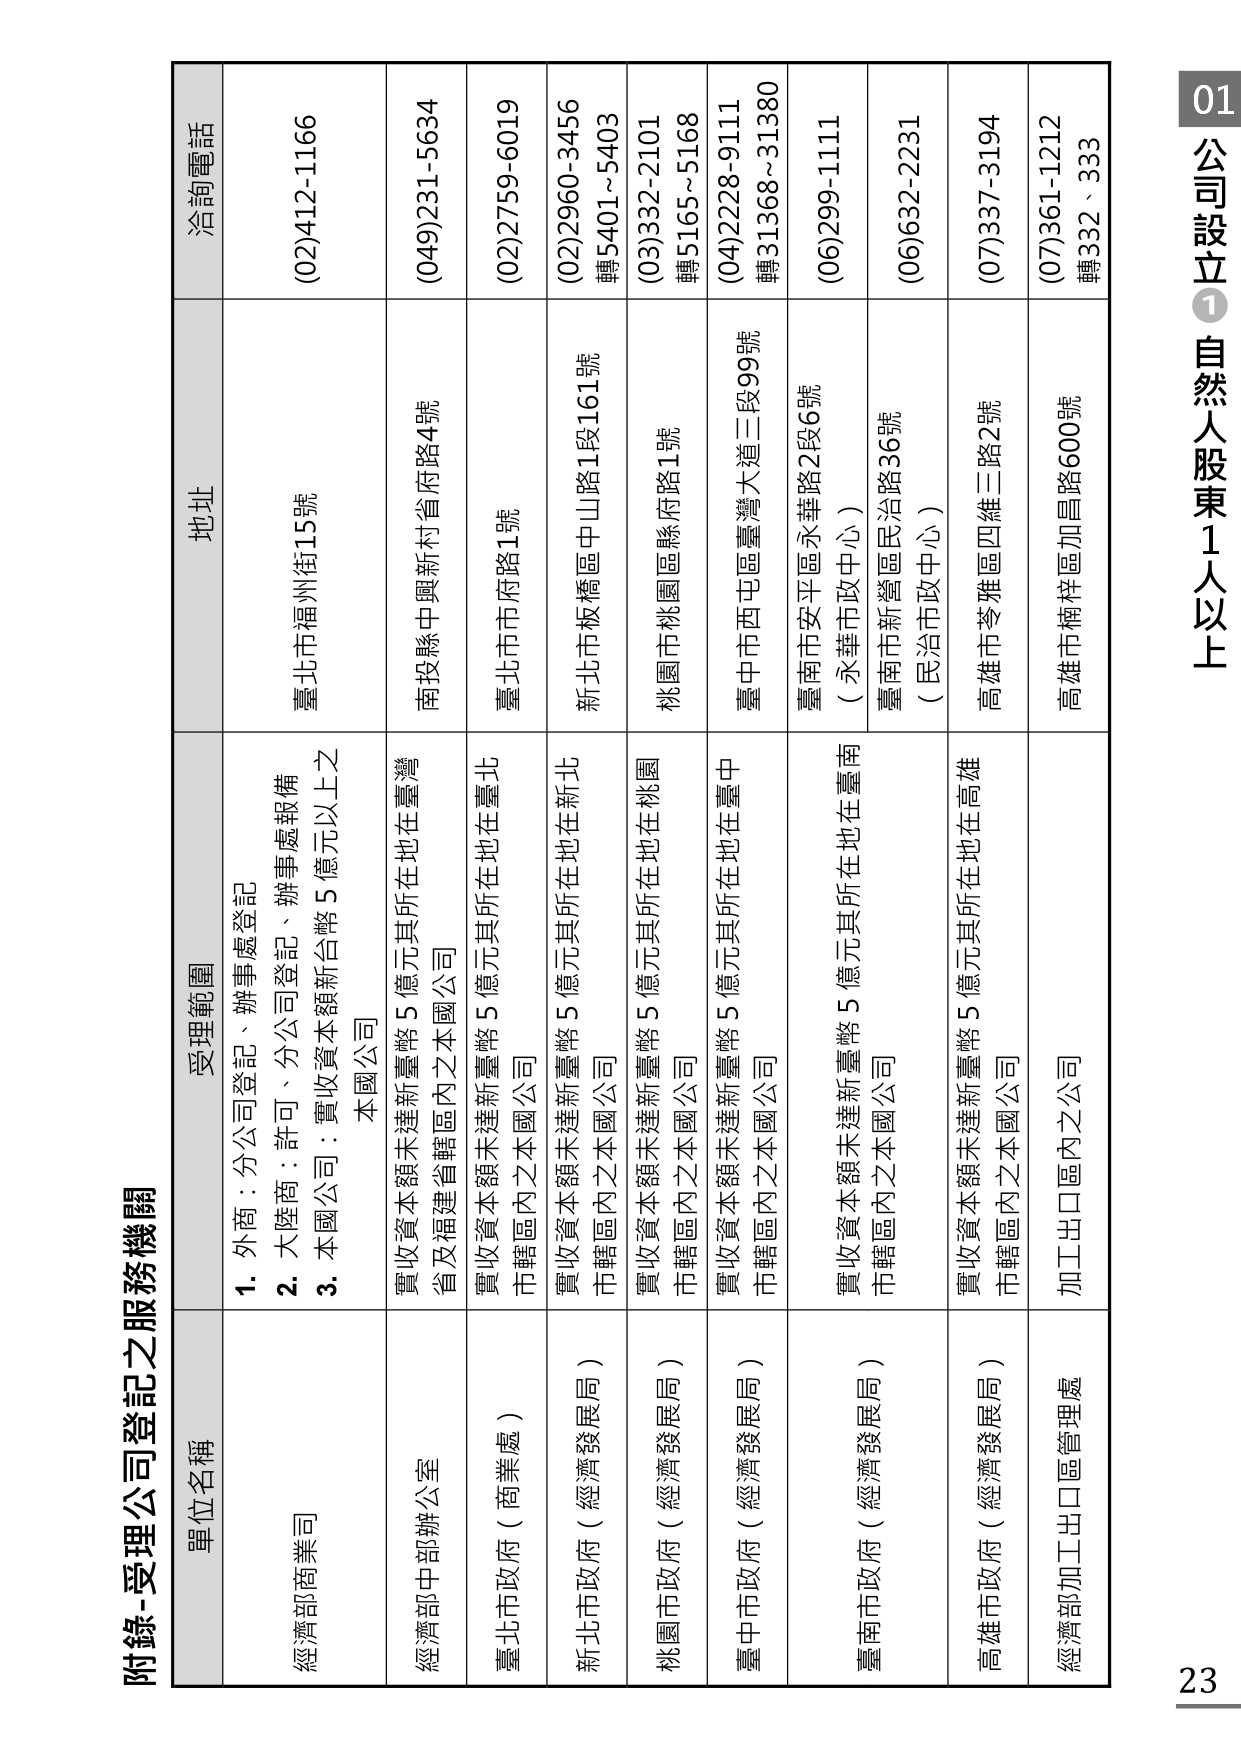 附錄-受理公司登記之服務機關
單位名稱
受理範圍
地址
洽詢電話
經濟部商業司
1. 外商：分公司登記、辦事處登記
2. 大陸商：許可、分公司登記、辦事處報備
3. 本國公司：實收資本額新台幣 5 億元以上之
本國公司
臺北市福州街15號
(02)412-1166
經濟部中部辦公室
實收資本額未達新臺幣 5 億元其所在地在臺灣
省及福建省轄區內之本國公司
南投縣中興新村省府路4號
(049)231-5634
臺北市政府（商業處）
實收資本額未達新臺幣 5 億元其所在地在臺北
市轄區內之本國公司
臺北市市府路1號
(02)2759-6019
新北市政府（經濟發展局）
實收資本額未達新臺幣 5 億元其所在地在新北
市轄區內之本國公司
新北市板橋區中山路1段161號
(02)2960-3456
轉5401~5403
桃園市政府（經濟發展局）
實收資本額未達新臺幣 5 億元其所在地在桃園
市轄區內之本國公司
桃園市桃園區縣府路1號
(03)332-2101
轉5165~5168
臺中市政府（經濟發展局）
實收資本額未達新臺幣 5 億元其所在地在臺中
市轄區內之本國公司
臺中市西屯區臺灣大道三段99號
(04)2228-9111
轉31368~31380
臺南市政府（經濟發展局）
實收資本額未達新臺幣 5 億元其所在地在臺南
市轄區內之本國公司
臺南市安平區永華路2段6號
（永華市政中心）
(06)299-1111
臺南市新營區民治路36號
（民治市政中心）
(06)632-2231
高雄市政府（經濟發展局）
實收資本額未達新臺幣 5 億元其所在地在高雄
市轄區內之本國公司
高雄市苓雅區四維三路2號
(07)337-3194
經濟部加工出口區管理處
加工出口區內之公司
高雄市楠梓區加昌路600號
(07)361-1212
轉332、333
01
公司設立1自然人股東1人以上
23